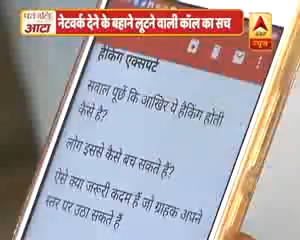 घर लौटे आटा
नेटवर्क देने के बहाने लूटने वाली कॉल का सच
abp
न्यूज़
हैकिंग एक्सपर्ट
सवाल पूछें कि आखिर ये हैकिंग होती
कैसे है?
लोग इससे कैसे बच सकते हैं?
ऐसे क्या जरूरी कदम हैं जो ग्राहक अपने
स्तर पर उठा सकते हैं